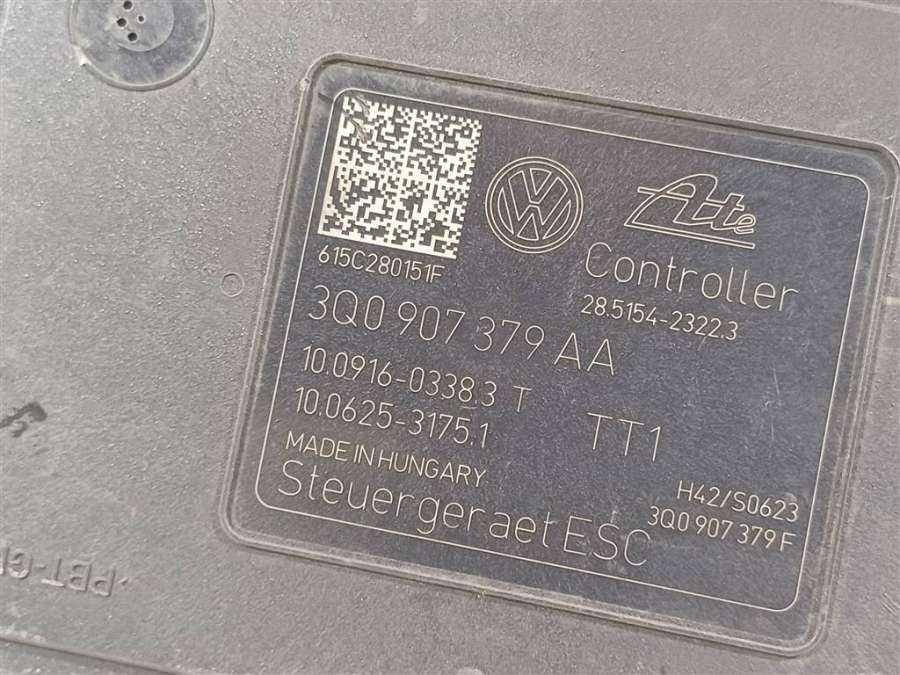 615C280151F
VW
Ate
Controller
28.5154-2322.3
3Q0 907 379 AA
10.0916-0338.3 T
10.0625-3175.1
TT1
MADE IN HUNGARY
Steuergeraet ESC
H42/S0623
3Q0 907 379 F